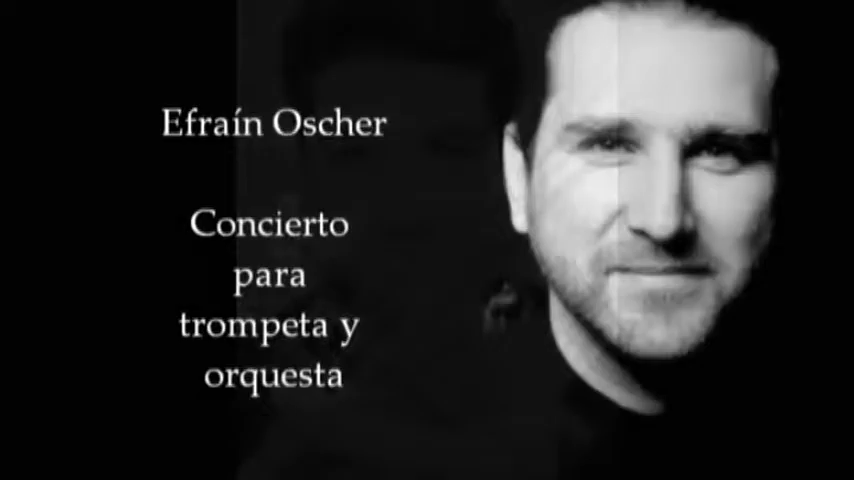 Efraín Oscher
Concierto
para
trompeta y
orquesta